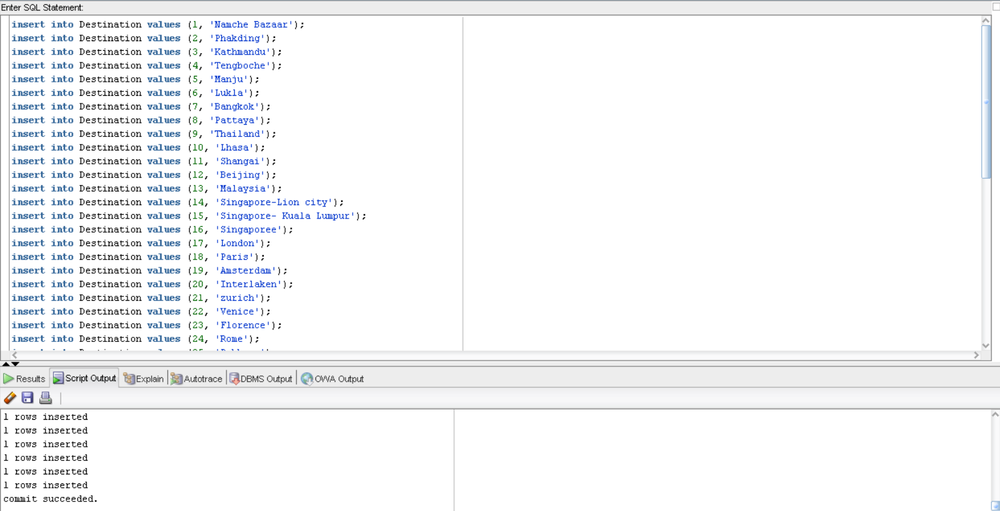 Enter SQL Statement:
insert into Destination values (1, 'Namche Bazaar');
insert into Destination values (2, 'Phakding');
insert into Destination values (3, 'Kathmandu');
insert into Destination values (4, 'Tengboche');
insert into Destination values (5, 'Manju');
insert into Destination values (6, 'Lukla');
insert into Destination values (7, 'Bangkok');
insert into Destination values (8, 'Pattaya');
insert into Destination values (9, 'Thailand');
insert into Destination values (10, 'Lhasa');
insert into Destination values (11, 'Shangai');
insert into Destination values (12, 'Beijing');
insert into Destination values (13, 'Malaysia');
insert into Destination values (14, 'Singapore-Lion city');
insert into Destination values (15, 'Singapore- Kuala Lumpur');
insert into Destination values (16, 'Singaporee');
insert into Destination values (17, 'London');
insert into Destination values (18, 'Paris');
insert into Destination values (19, 'Amsterdam');
insert into Destination values (20, 'Interlaken');
insert into Destination values (21, 'zurich');
insert into Destination values (22, 'Venice');
insert into Destination values (23, 'Florence');
insert into Destination values (24, 'Rome');
Results Script Output Explain Autotrace DBMS Output OWA Output
1 rows inserted
1 rows inserted
1 rows inserted
1 rows inserted
1 rows inserted
1 rows inserted
commit succeeded.